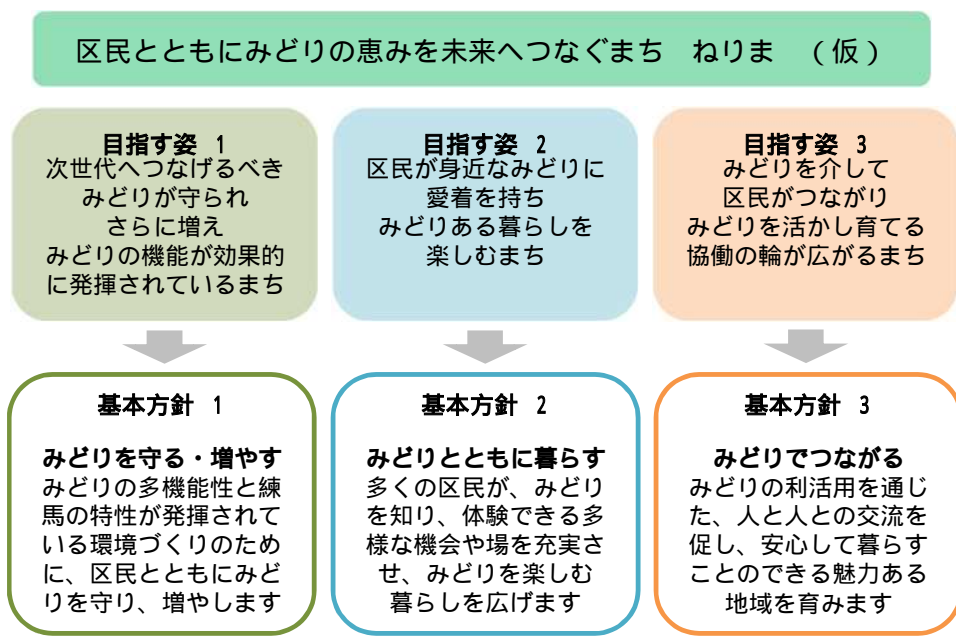 区民とともにみどりの恵みを未来へつなぐまち　ねりま　（仮）
目指す姿 1
次世代へつなげるべき
みどりが守られ
さらに増え
みどりの機能が効果的
に発揮されているまち
目指す姿 2
区民が身近なみどりに
愛着を持ち
みどりある暮らしを
楽しむまち
目指す姿 3
みどりを介して
区民がつながり
みどりを活かし育てる
協働の輪が広がるまち
基本方針 1
みどりを守る・増やす
みどりの多機能性と練
馬の特性が発揮されて
いる環境づくりのため
に、区民とともにみど
りを守り、増やします
基本方針 2
みどりとともに暮らす
多くの区民が、みどり
を知り、体験できる多
様な機会や場を充実さ
せ、みどりを楽しむ
暮らしを広げます
基本方針 3
みどりでつながる
みどりの利活用を通じ
た、人と人との交流を
促し、安心して暮らす
ことのできる魅力ある
地域を育みます